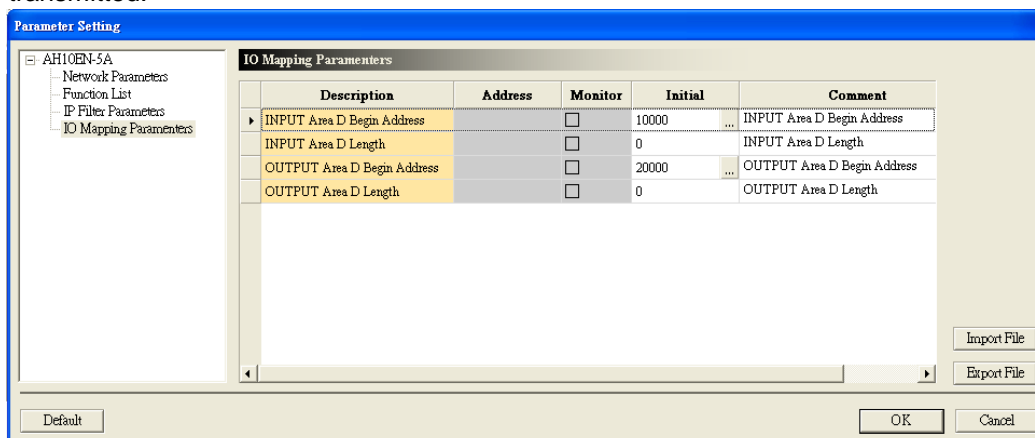 transmitted.
Parameter Setting
AH10EN-5A
Network Parameters
Function List
IP Filter Parameters
IO Mapping Paramenters
IO Mapping Paramenters
Description Address Monitor Initial Comment
INPUT Area D Begin Address 10000 ... INPUT Area D Begin Address
INPUT Area D Length 0 INPUT Area D Length
OUTPUT Area D Begin Address 20000 ... OUTPUT Area D Begin Address
OUTPUT Area D Length 0 OUTPUT Area D Length
Import File
Export File
Default OK Cancel